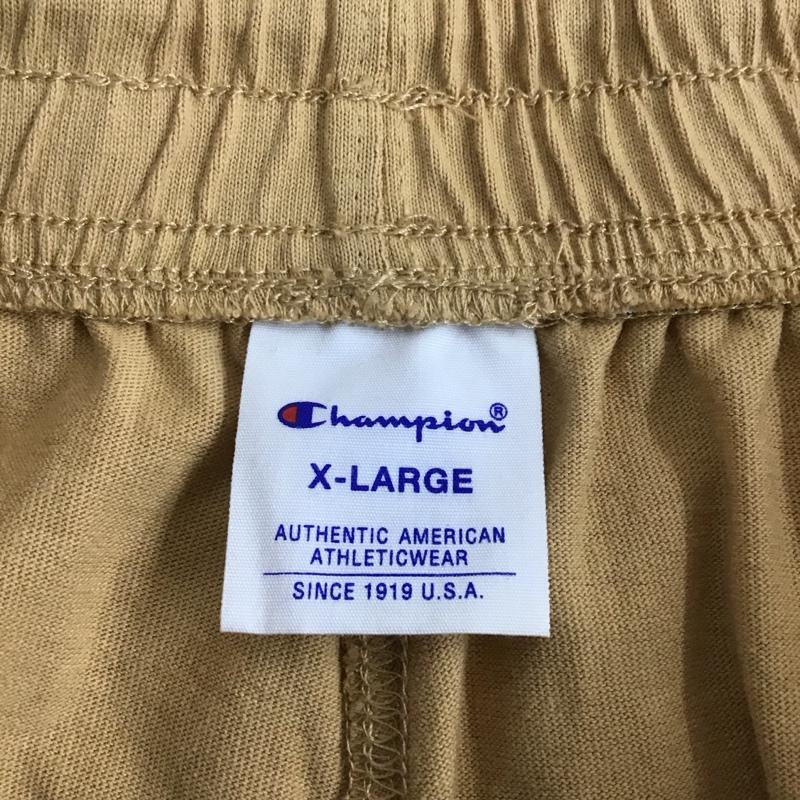 Champion®
X-LARGE
AUTHENTIC AMERICAN
ATHLETICWEAR
SINCE 1919 U.S.A.